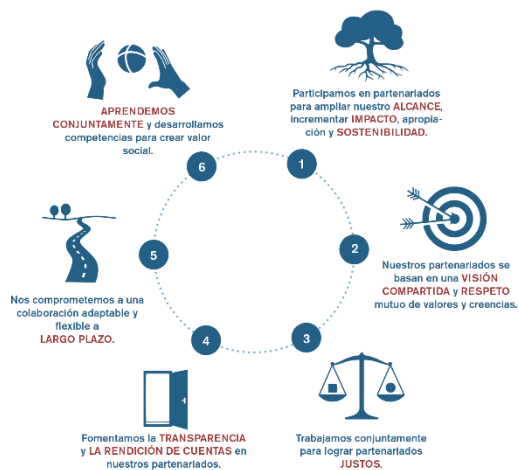 1
Participamos en partenariados
para ampliar nuestro ALCANCE,
incrementar IMPACTO, apropia-
ción y SOSTENIBILIDAD.
2
Nuestros partenariados se
basan en una VISIÓN
COMPARTIDA y RESPETO
mutuo de valores y creencias.
3
Trabajamos conjuntamente
para lograr partenariados
JUSTOS.
4
Fomentamos la TRANSPARENCIA
y LA RENDICIÓN DE CUENTAS en
nuestros partenariados.
5
Nos comprometemos a una
colaboración adaptable y
flexible a
LARGO PLAZO.
6
APRENDEMOS
CONJUNTAMENTE y desarrollamos
competencias para crear valor
social.